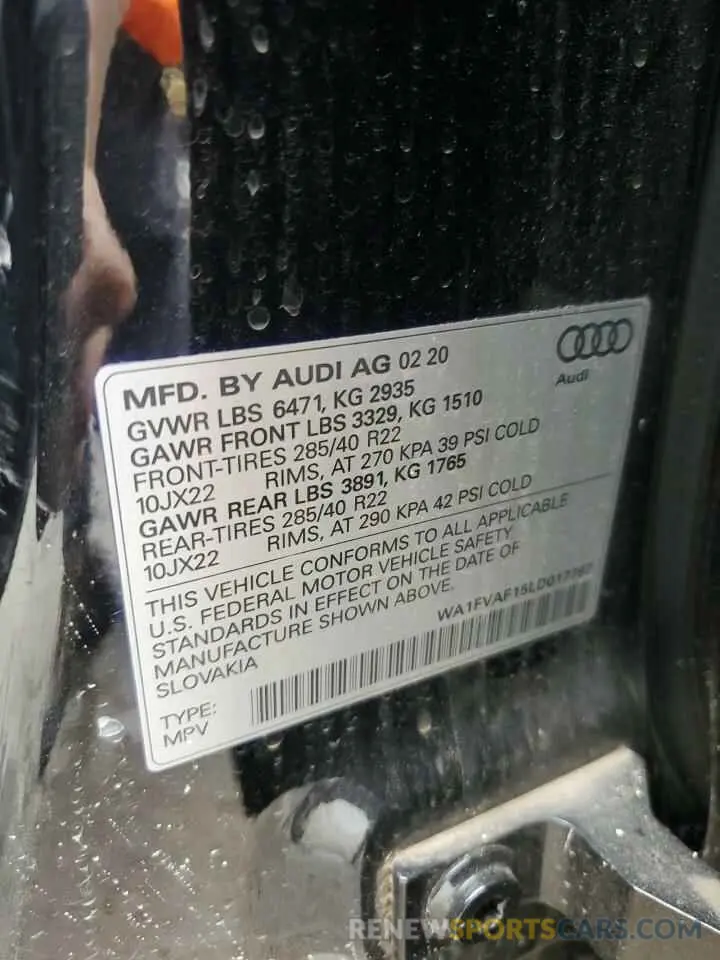 MFD. BY AUDI AG 02 20
GVWR LBS 6471, KG 2935
GAWR FRONT LBS 3329, KG 1510
FRONT-TIRES 285/40 R22
10JX22 RIMS, AT 270 KPA 39 PSI COLD
GAWR REAR LBS 3891, KG 1765
REAR-TIRES 285/40 R22
10JX22 RIMS, AT 290 KPA 42 PSI COLD
Audi
THIS VEHICLE CONFORMS TO ALL APPLICABLE
U.S. FEDERAL MOTOR VEHICLE SAFETY
STANDARDS IN EFFECT ON THE DATE OF
MANUFACTURE SHOWN ABOVE.
SLOVAKIA
TYPE:
MPV
RENEWSPORTSCARS.COM